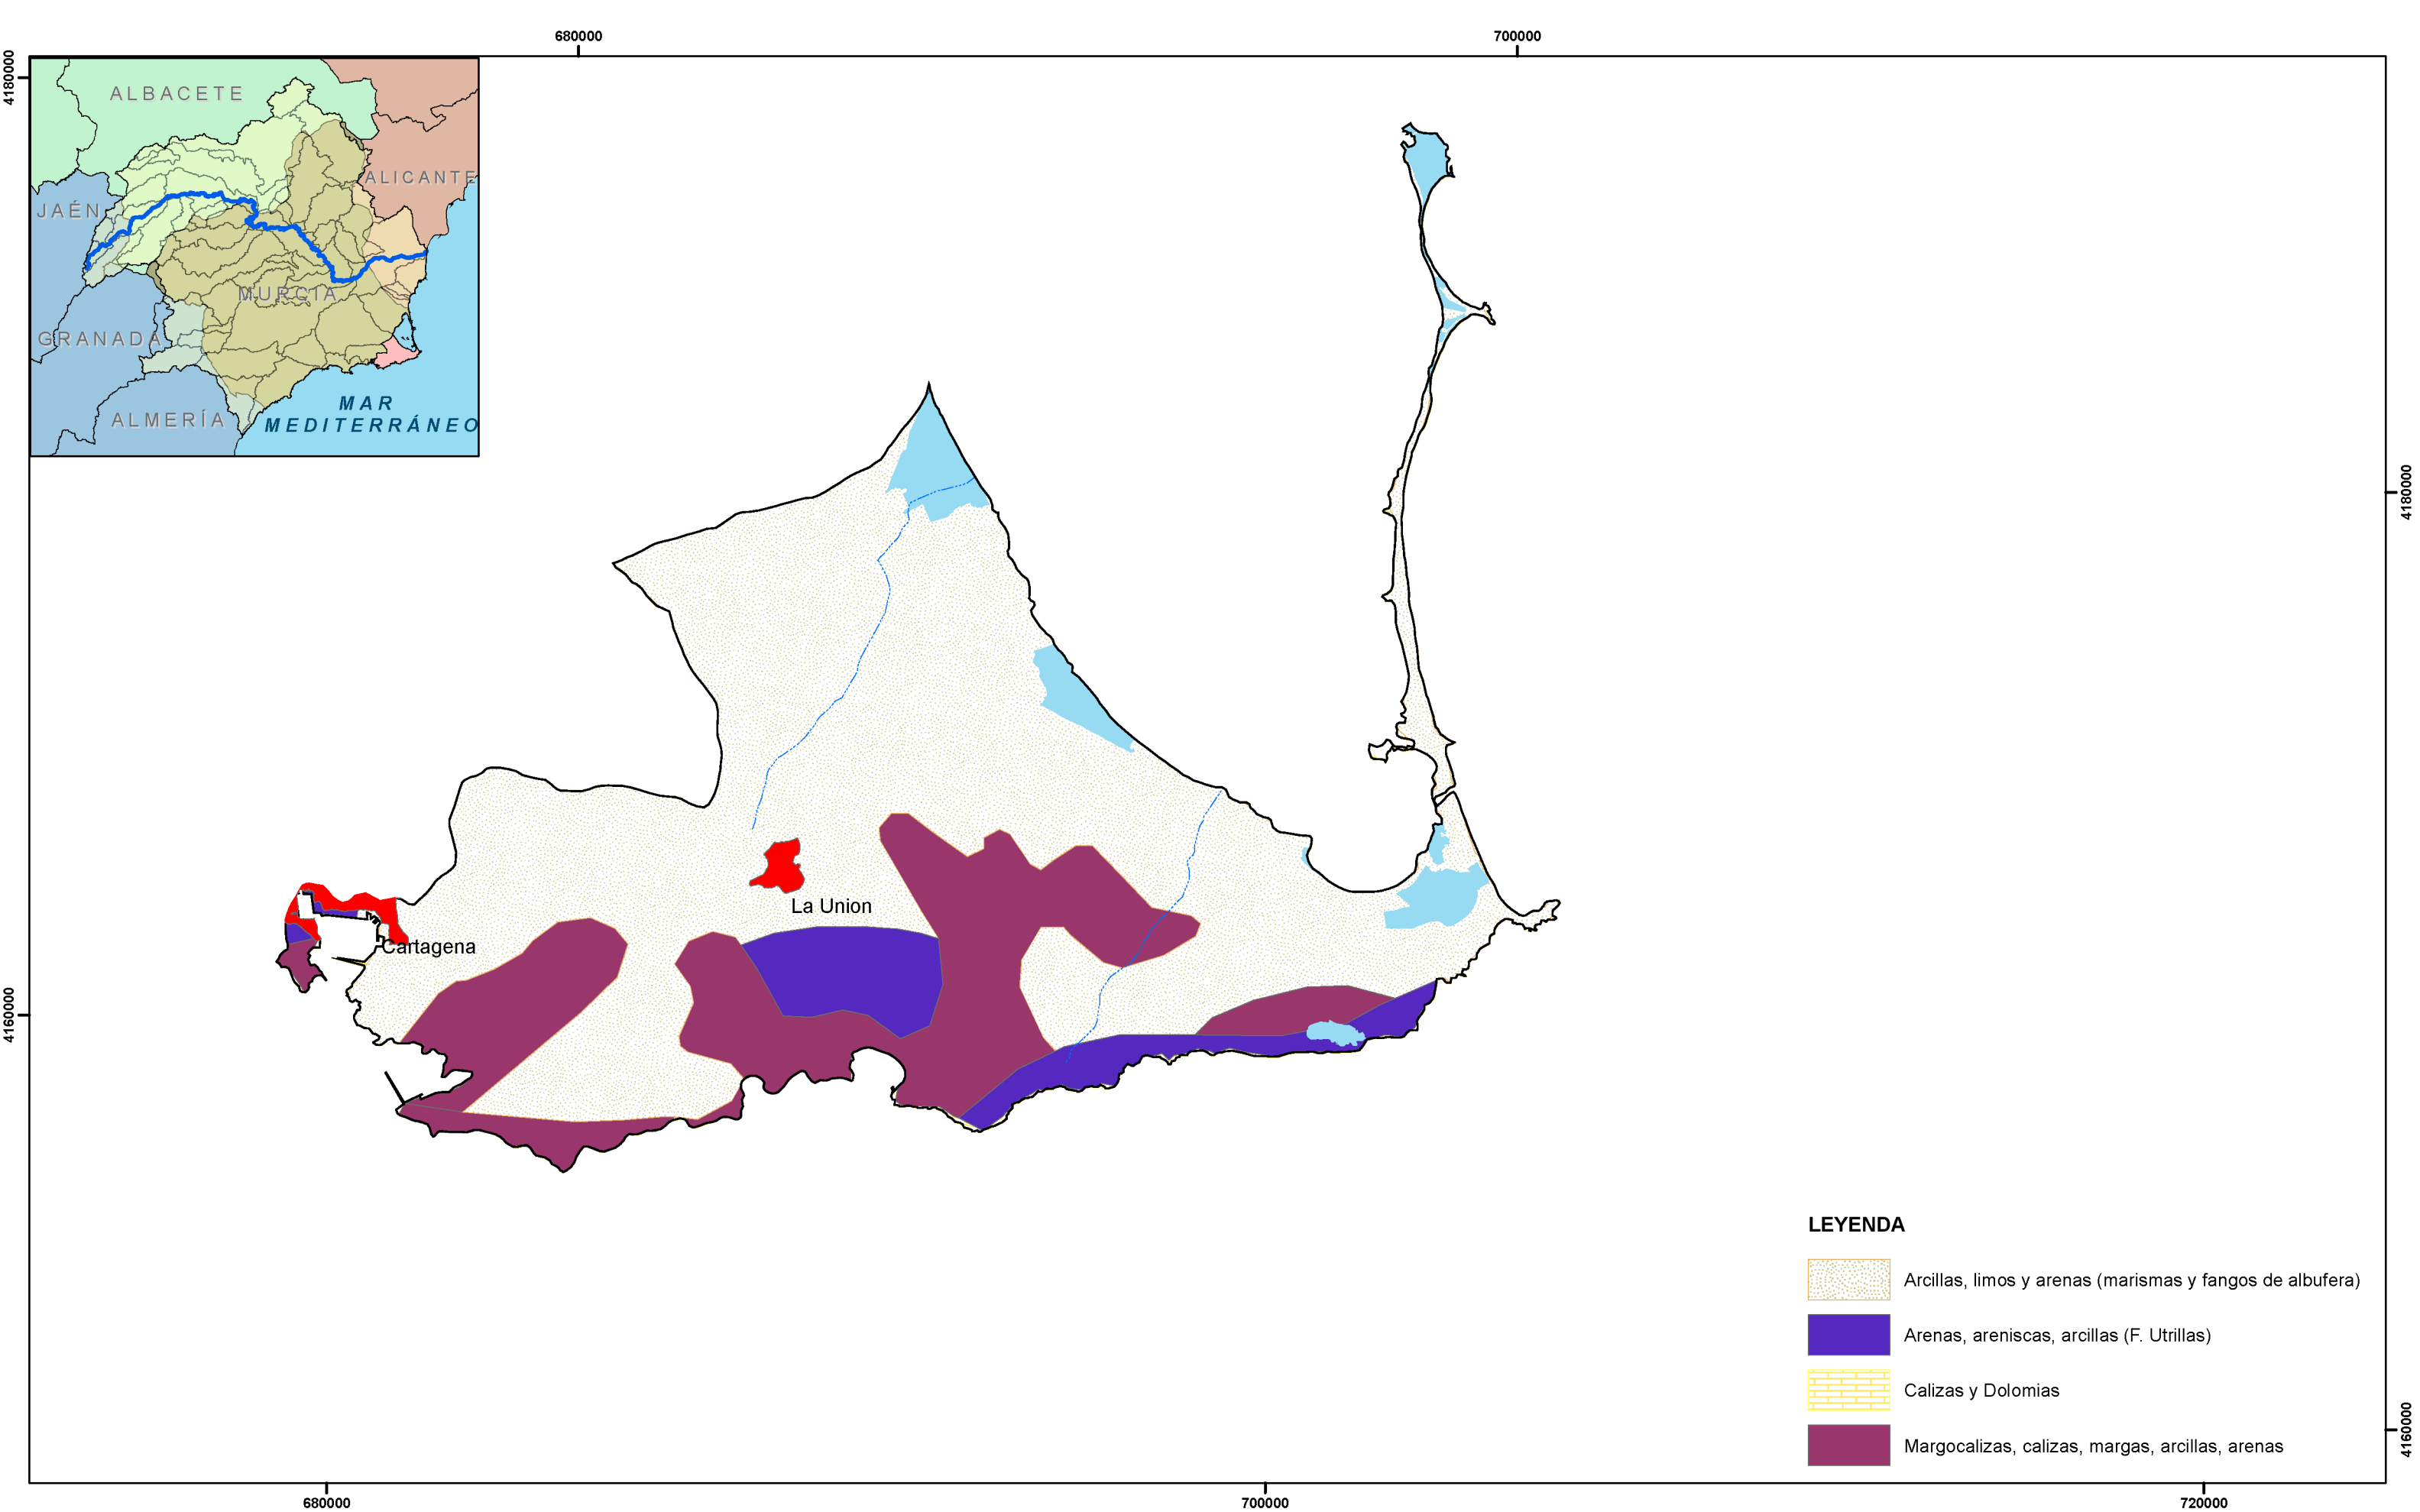 680000
700000
4180000
ALBACETE
ALICANTE
JAÉN
MURCIA
GRANADA
MAR
MEDITERRÁNEO
ALMERÍA
4180000
La Union
Cartagena
4160000
LEYENDA
Arcillas, limos y arenas (marismas y fangos de albufera)
Arenas, areniscas, arcillas (F. Utrillas)
Calizas y Dolomias
4160000
Margocalizas, calizas, margas, arcillas, arenas
680000
700000
720000